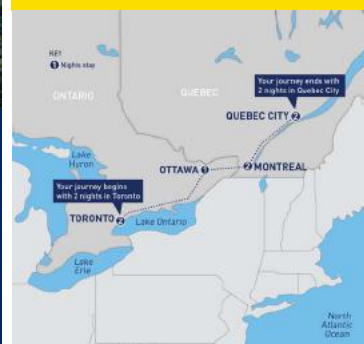 KEY
1 Nights stay
ONTARIO
QUEBEC
Your journey ends with
2 nights in Quebec City
QUEBEC CITY 2
Lake
Huron
OTTAWA 1
2 MONTREAL
Your journey begins
with 2 nights in Toronto
TORONTO 2
Lake Ontario
Lake
Erie
North
Atlantic
Ocean